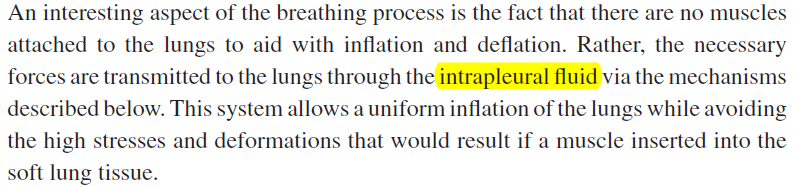 An interesting aspect of the breathing process is the fact that there are no muscles
attached to the lungs to aid with inflation and deflation. Rather, the necessary
forces are transmitted to the lungs through the intrapleural fluid via the mechanisms
described below. This system allows a uniform inflation of the lungs while avoiding
the high stresses and deformations that would result if a muscle inserted into the
soft lung tissue.